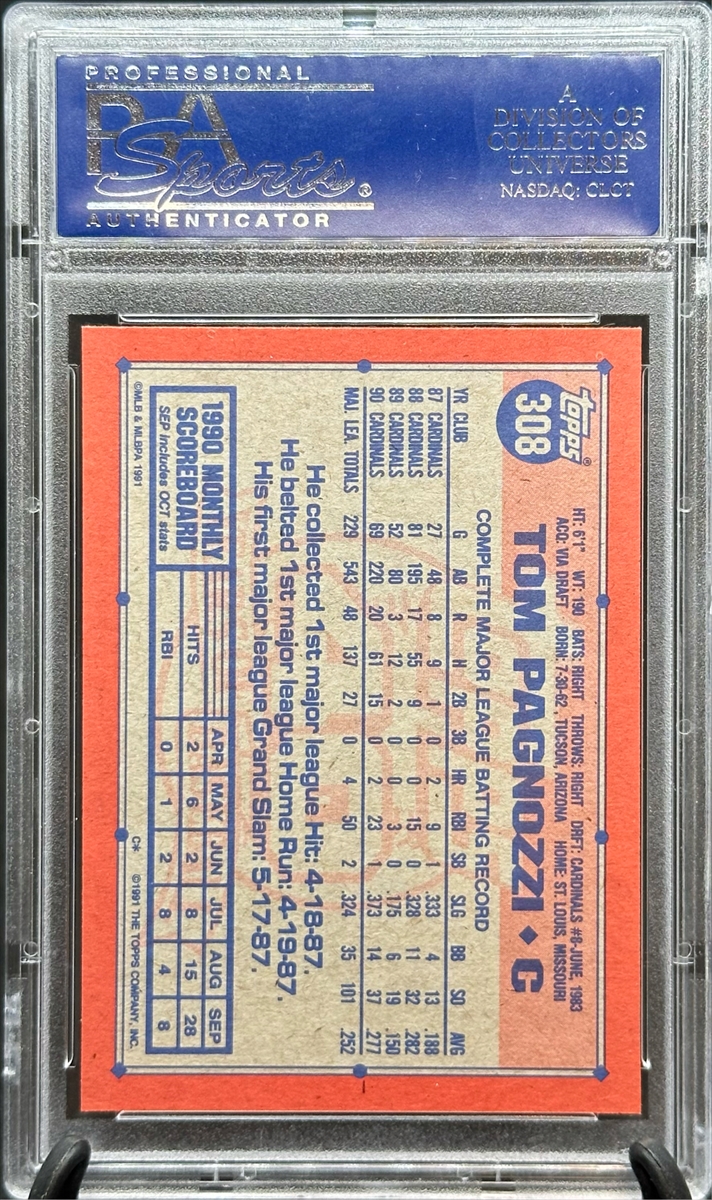 PROFESSIONAL
PSA
Sports®
AUTHENTICATOR
A
DIVISION OF
COLLECTORS
UNIVERSE
NASDAQ: CLCT
topps®
308
HT: 6'1" WT: 190 BATS: RIGHT THROWS: RIGHT DRFT: CARDINALS #8-JUNE, 1983
ACQ: VIA DRAFT BORN: 7-30-62, TUCSON, ARIZONA HOME: ST. LOUIS, MISSOURI
TOM PAGNOZZI ♦ C
COMPLETE MAJOR LEAGUE BATTING RECORD
YR CLUB G AB R H 2B 3B HR RBI SB SLG BB SO AVG
87 CARDINALS 27 48 8 9 1 0 2 9 1 .333 4 13 .188
88 CARDINALS 81 195 17 55 9 0 0 15 0 .328 11 32 .282
89 CARDINALS 52 80 3 12 2 0 0 3 0 .175 6 19 .150
90 CARDINALS 69 220 20 61 15 0 2 23 1 .373 14 37 .277
MAJ. LEA. TOTALS 229 543 48 137 27 0 4 50 2 .324 35 101 .252
He collected 1st major league Hit: 4-18-87.
He belted 1st major league Home Run: 4-19-87.
His first major league Grand Slam: 5-17-87.
1990 MONTHLY
SCOREBOARD
SEP includes OCT stats
APR MAY JUN JUL AUG SEP
HITS 2 6 2 8 15 28
RBI 0 1 2 8 4 8
©MLB & MLBPA 1991
C* ©1991 THE TOPPS COMPANY, INC.